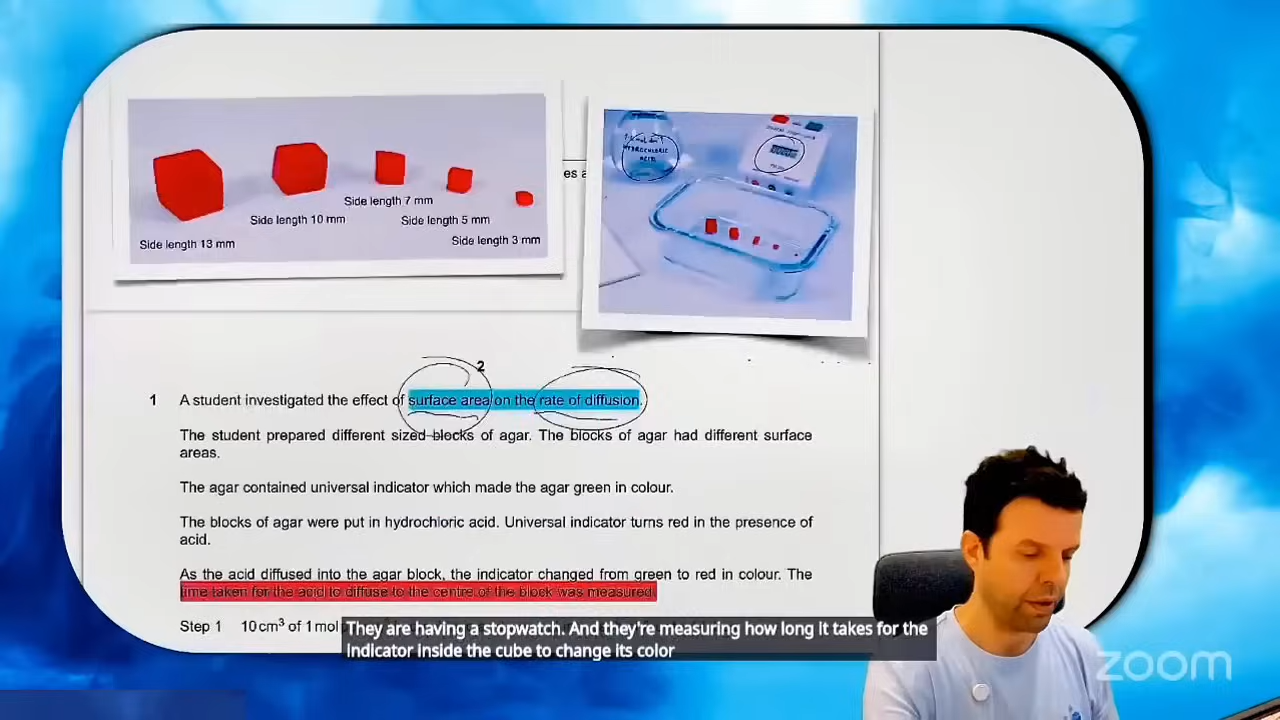 Side length 7 mm
Side length 10 mm
Side length 5 mm
Side length 3 mm
Side length 13 mm
HYDROCHLORIC
ACID
es a
2
1 A student investigated the effect of surface area on the rate of diffusion.
The student prepared different sized blocks of agar. The blocks of agar had different surface
areas.
The agar contained universal indicator which made the agar green in colour.
The blocks of agar were put in hydrochloric acid. Universal indicator turns red in the presence of
acid.
As the acid diffused into the agar block, the indicator changed from green to red in colour. The
time taken for the acid to diffuse to the centre of the block was measured.
Step 1 10 cm³ of 1 mol
They are having a stopwatch. And they're measuring how long it takes for the
indicator inside the cube to change its color
zoom